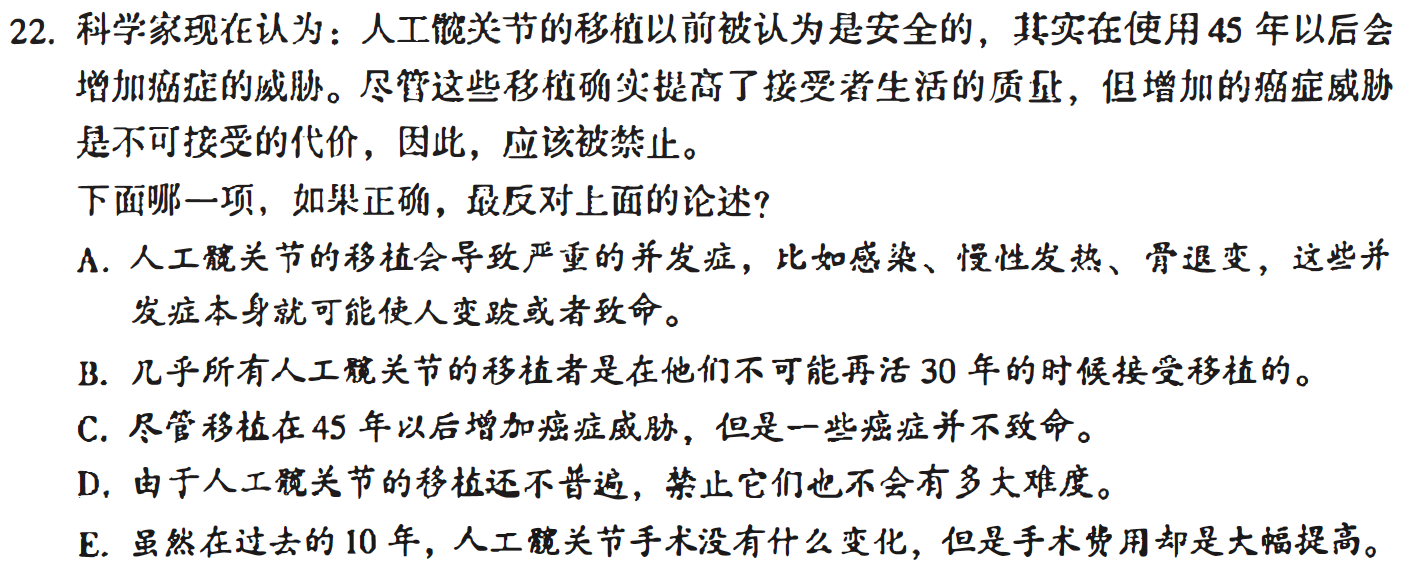 22. 科学家现在认为：人工髋关节的移植以前被认为是安全的，其实在使用 45 年以后会
增加癌症的威胁。尽管这些移植确实提高了接受者生活的质量，但增加的癌症威胁
是不可接受的代价，因此，应该被禁止。
下面哪一项，如果正确，最反对上面的论述？
A. 人工髋关节的移植会导致严重的并发症，比如感染、慢性发热、骨退变，这些并
发症本身就可能使人变跛或者致命。
B. 几乎所有人工髋关节的移植者是在他们不可能再活 30 年的时候接受移植的。
C. 尽管移植在 45 年以后增加癌症威胁，但是一些癌症并不致命。
D. 由于人工髋关节的移植还不普遍，禁止它们也不会有多大难度。
E. 虽然在过去的 10 年，人工髋关节手术没有什么变化，但是手术费用却是大幅提高。